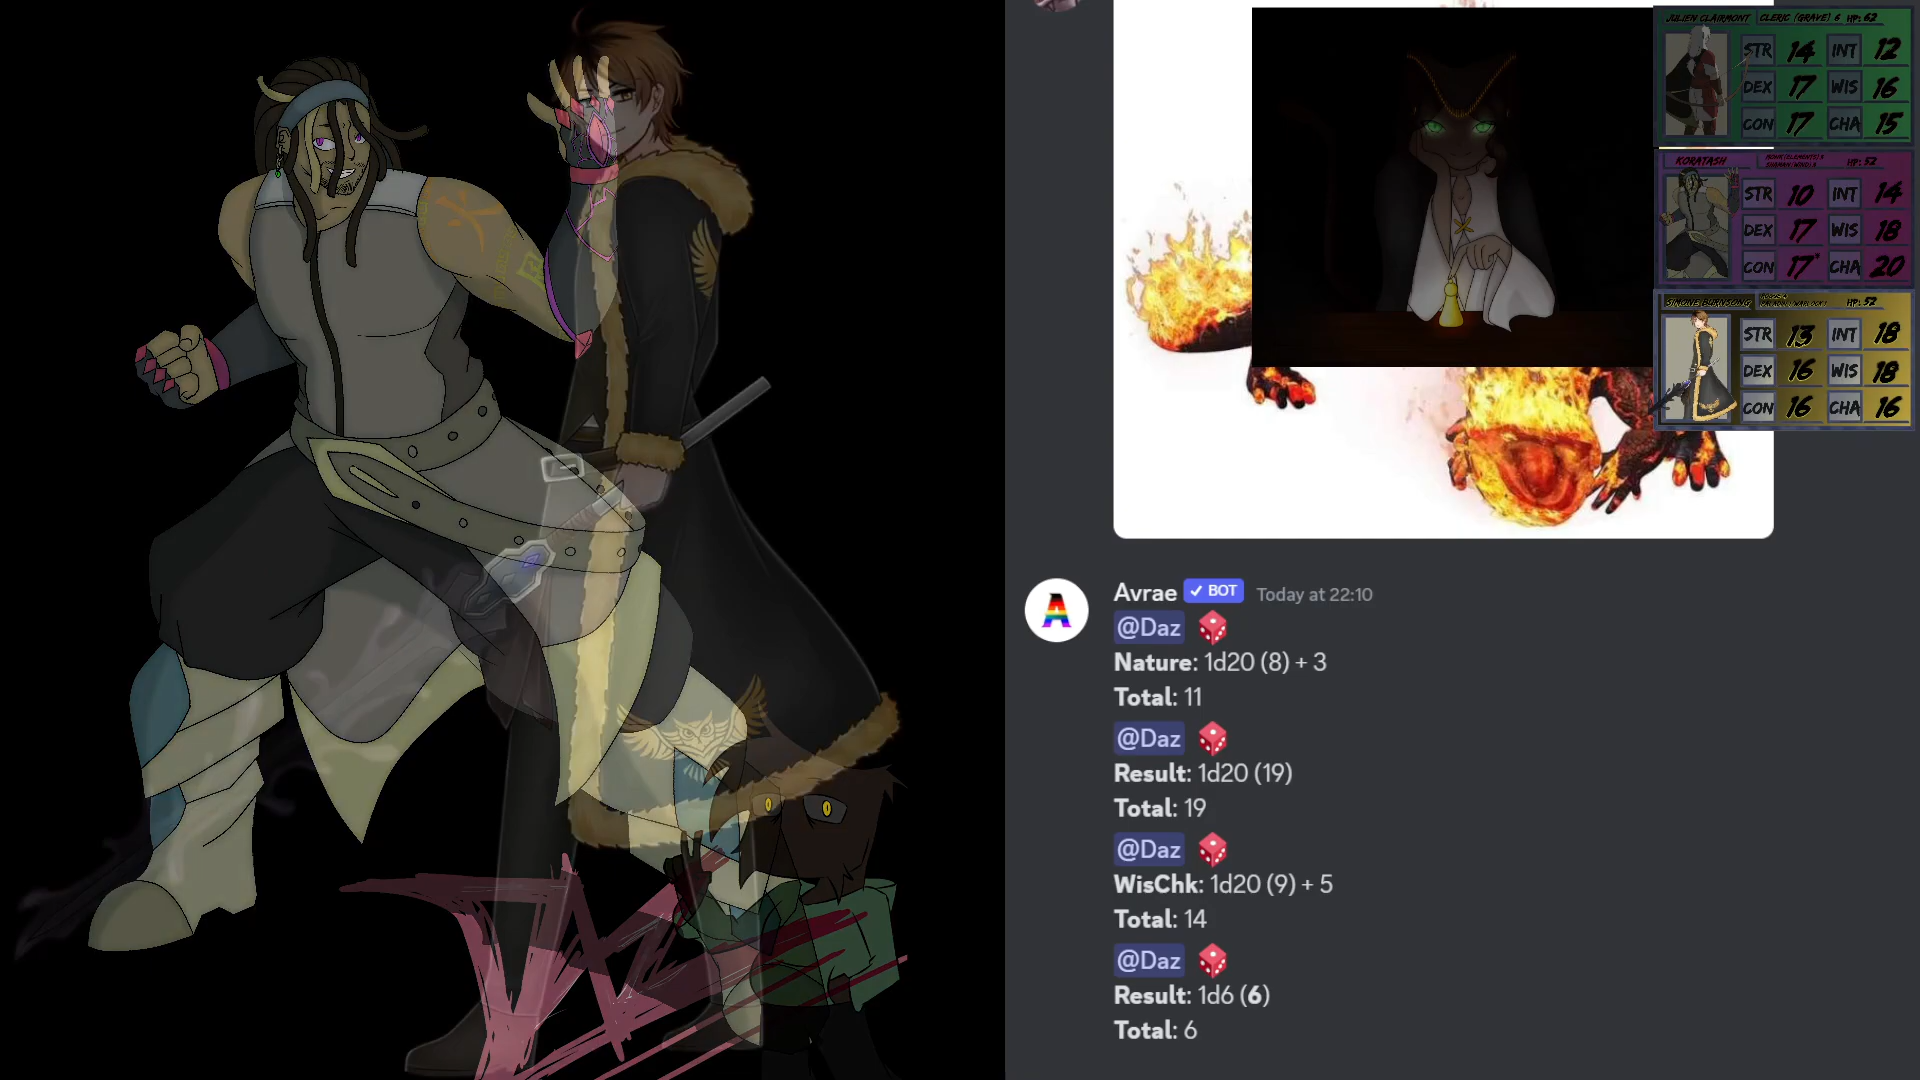 JULIEN CLAIRMONT CLERIC (GRAVE) 6 HP: 62
STR 14 INT 12
DEX 17 WIS 16
CON 17 CHA 15
KORATASH HP: 52
STR 10 INT 14
DEX 17 WIS 18
CON 17 CHA 20
SIMONE BURNSONG HP: 52
STR 13 INT 18
DEX 16 WIS 18
CON 16 CHA 16
Avrae ✓ BOT Today at 22:10
@Daz
Nature: 1d20 (8) + 3
Total: 11
@Daz
Result: 1d20 (19)
Total: 19
@Daz
WisChk: 1d20 (9) + 5
Total: 14
@Daz
Result: 1d6 (6)
Total: 6
火